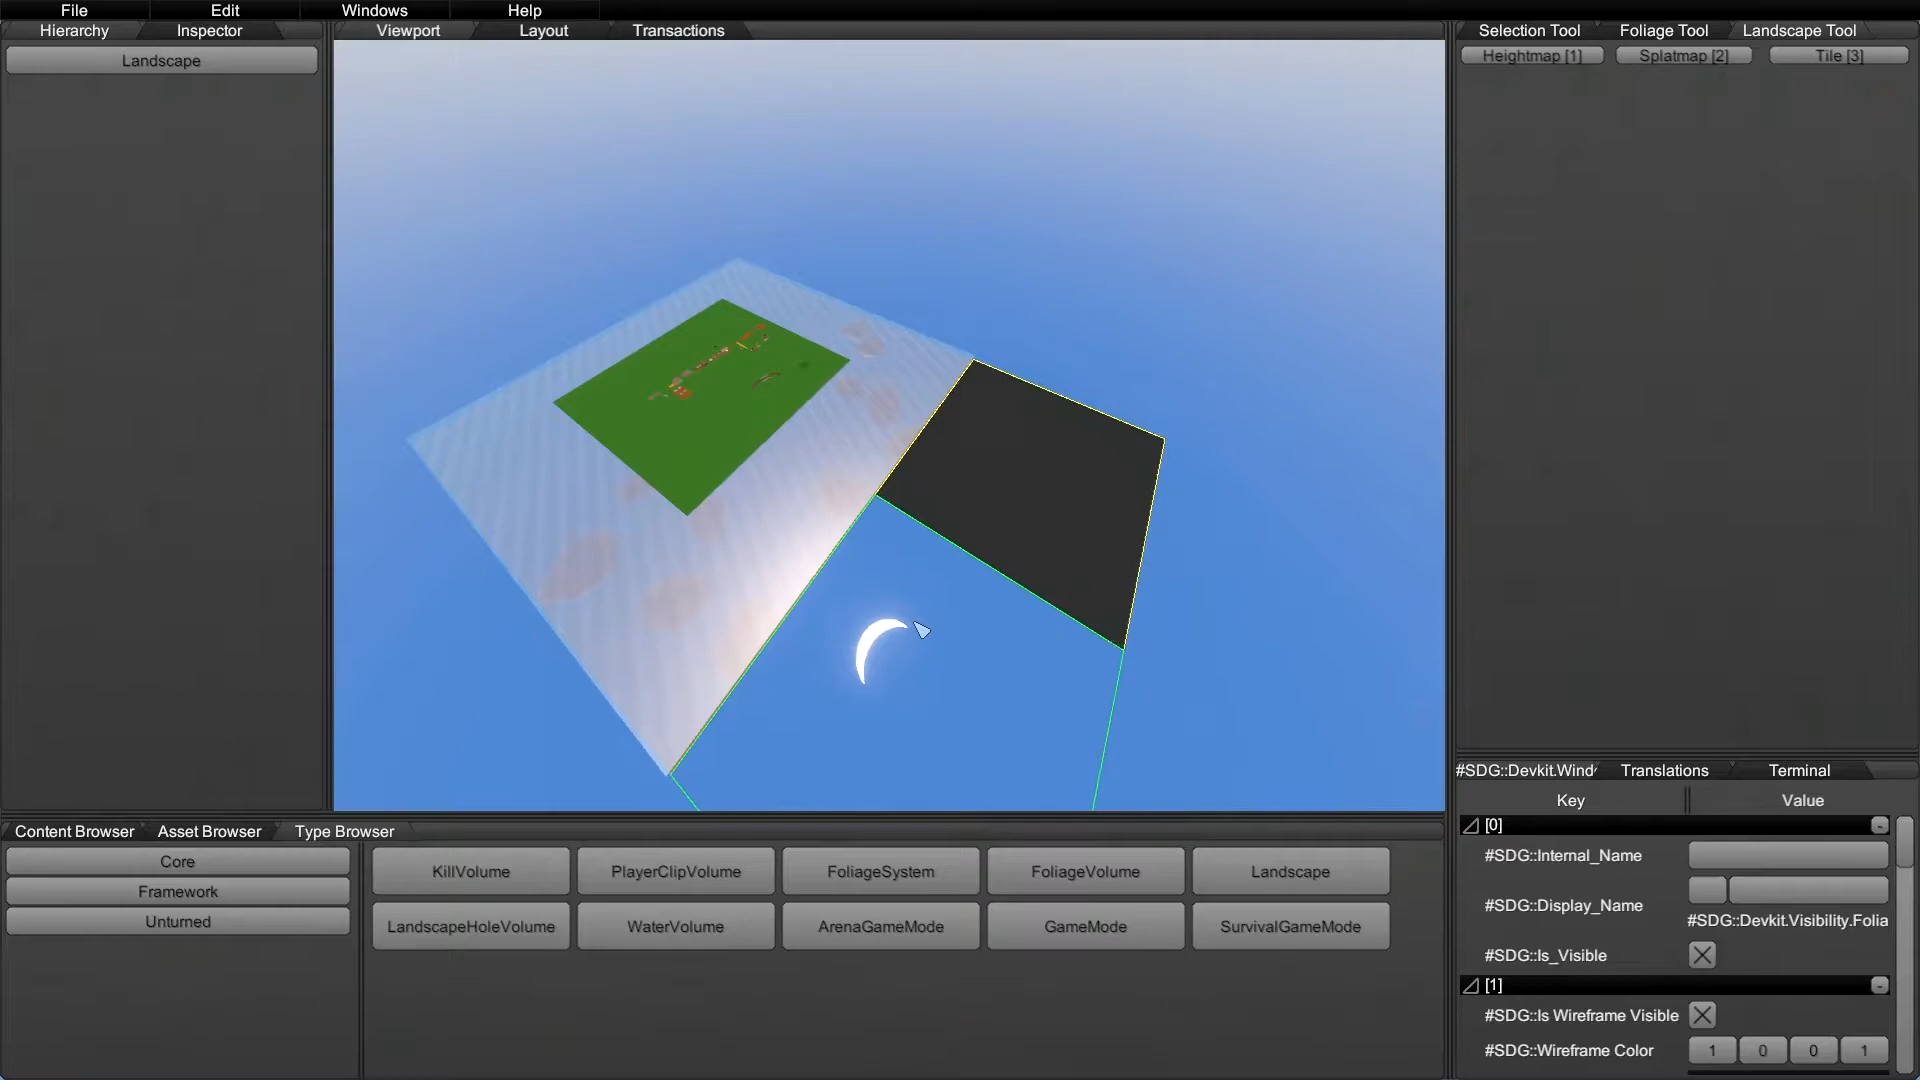 File Edit Windows Help
Hierarchy Inspector
Landscape
Viewport Layout Transactions
Selection Tool Foliage Tool Landscape Tool
Heightmap [1] Splatmap [2] Tile [3]
Content Browser Asset Browser Type Browser
Core
Framework
Unturned
KillVolume PlayerClipVolume FoliageSystem FoliageVolume Landscape
LandscapeHoleVolume WaterVolume ArenaGameMode GameMode SurvivalGameMode
#SDG::Devkit.Wind Translations Terminal
Key Value
[0] -
#SDG::Internal_Name
#SDG::Display_Name
#SDG::Devkit.Visibility.Folia
#SDG::Is_Visible
[1] -
#SDG::Is Wireframe Visible
#SDG::Wireframe Color 1 0 0 1